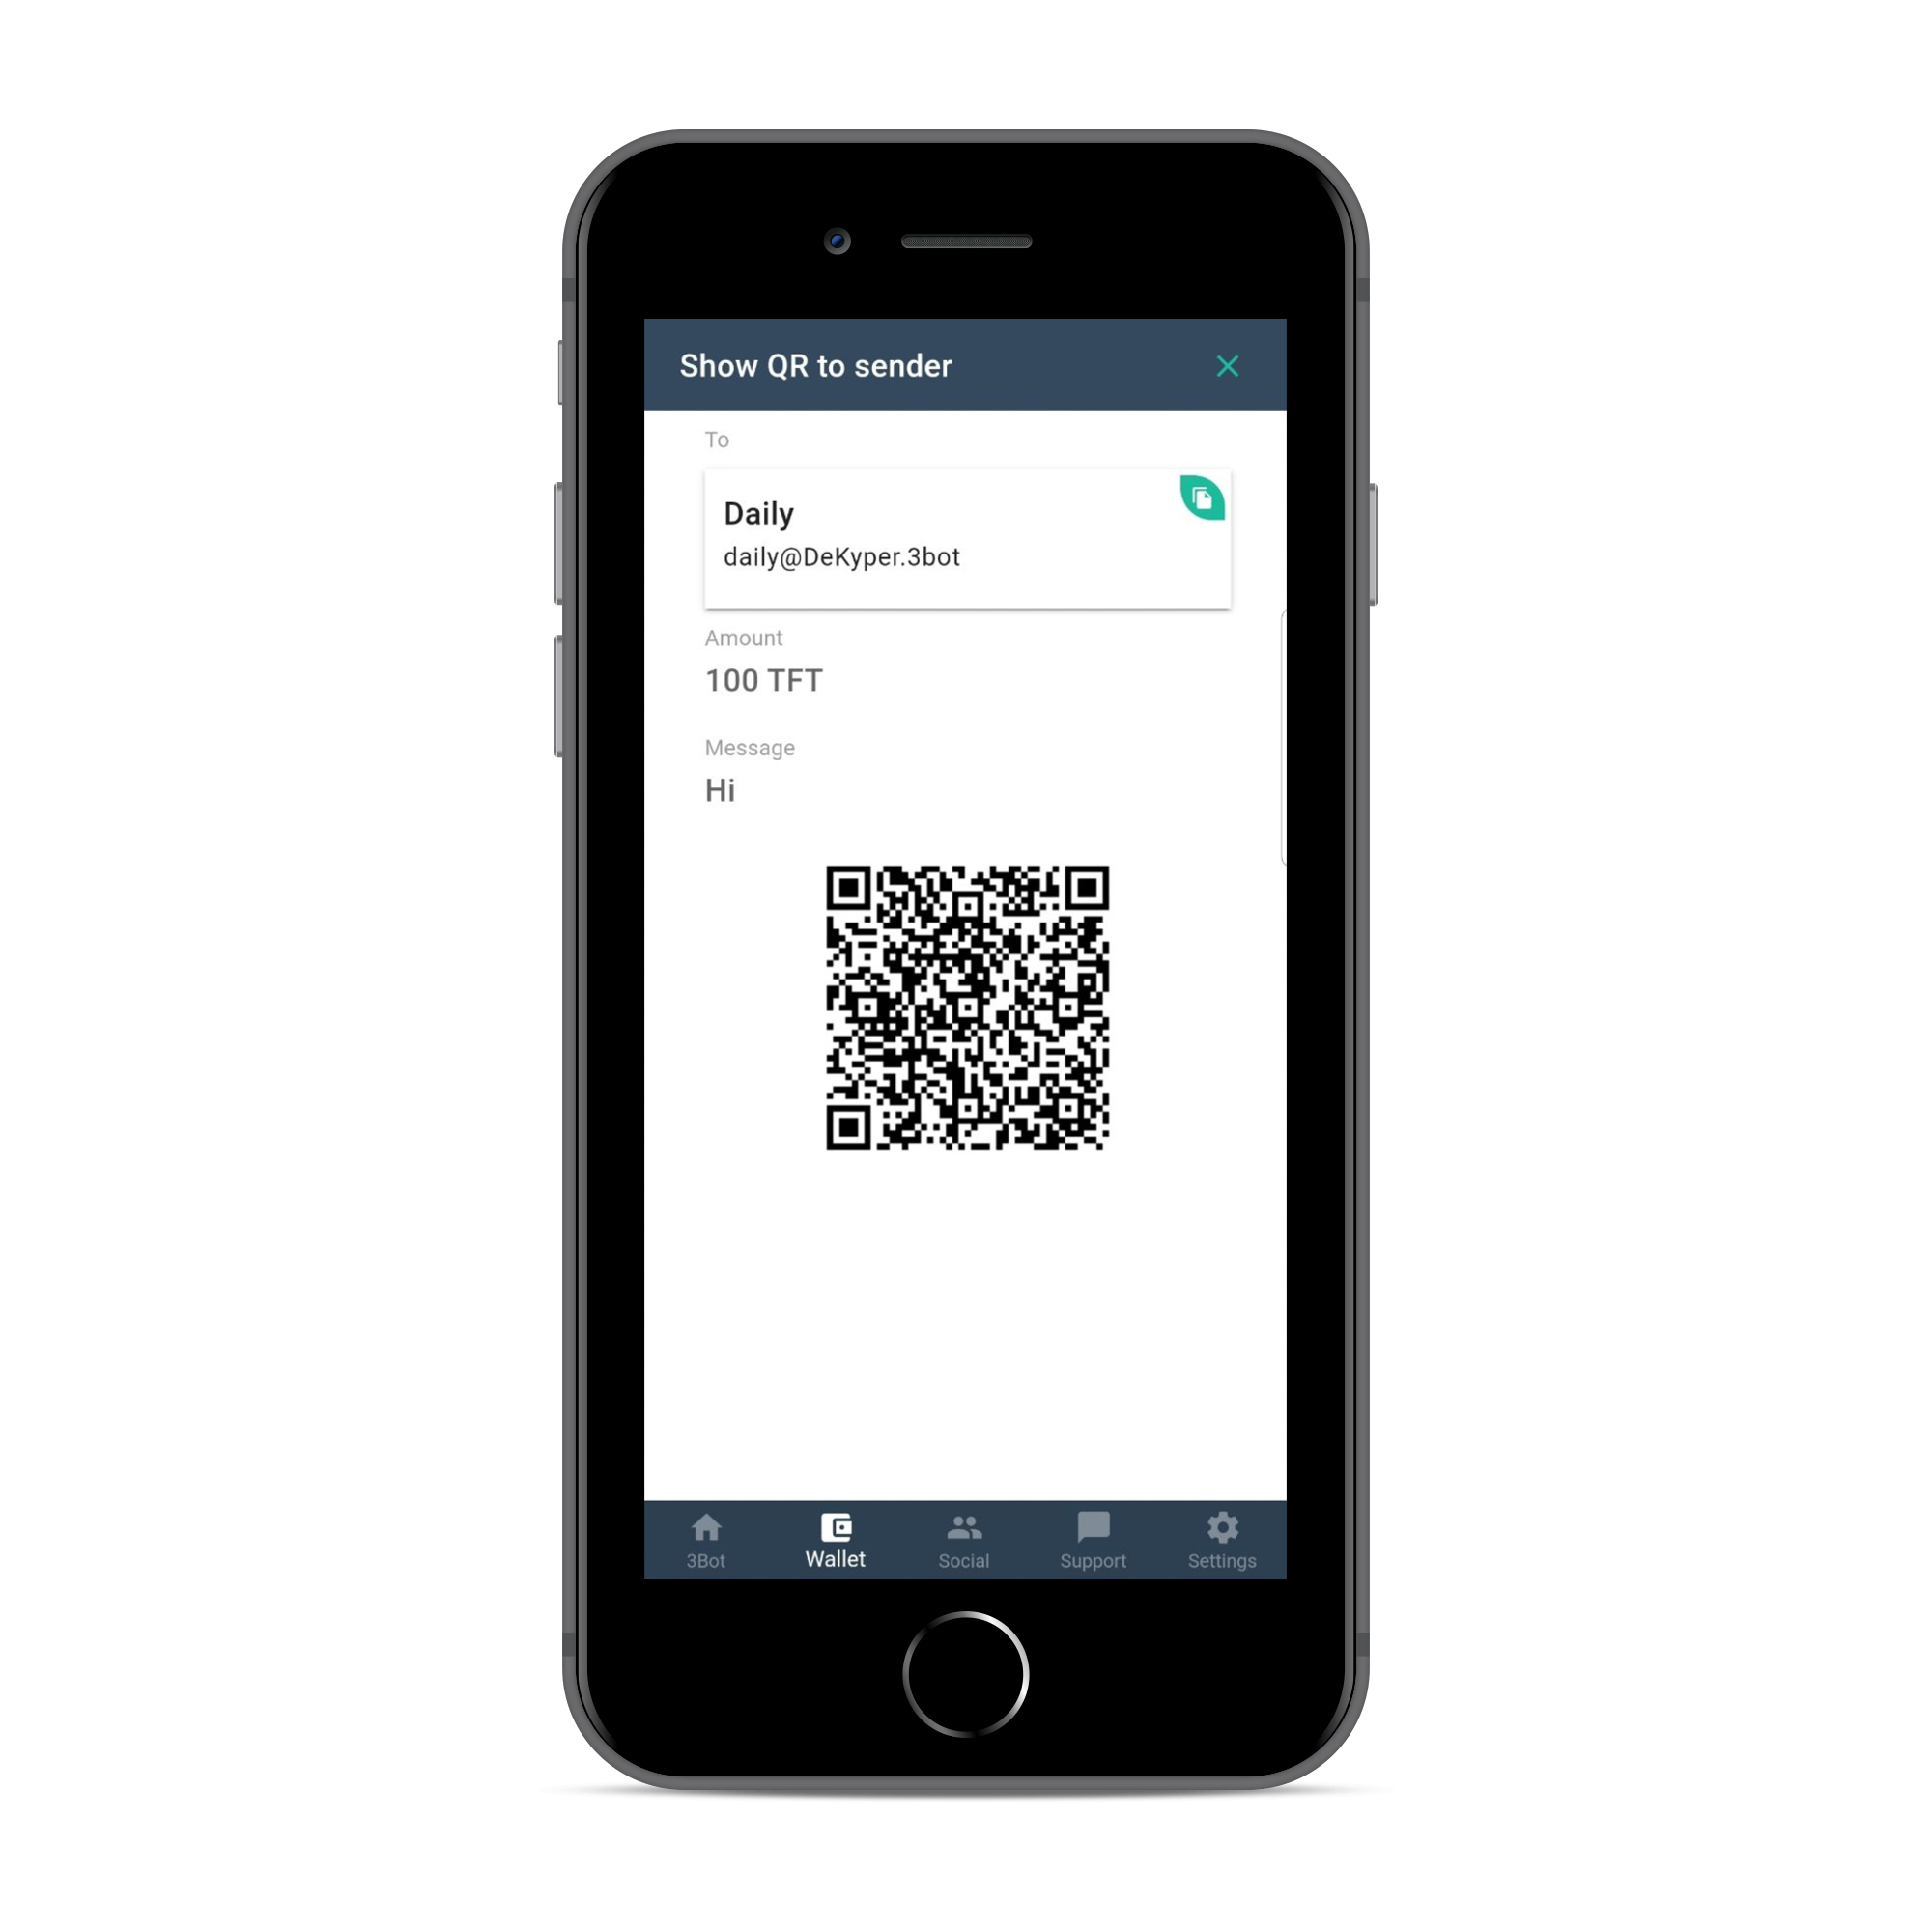 Show QR to sender
To
Daily
daily@DeKyper.3bot
Amount
100 TFT
Message
Hi
3Bot
Wallet
Social
Support
Settings